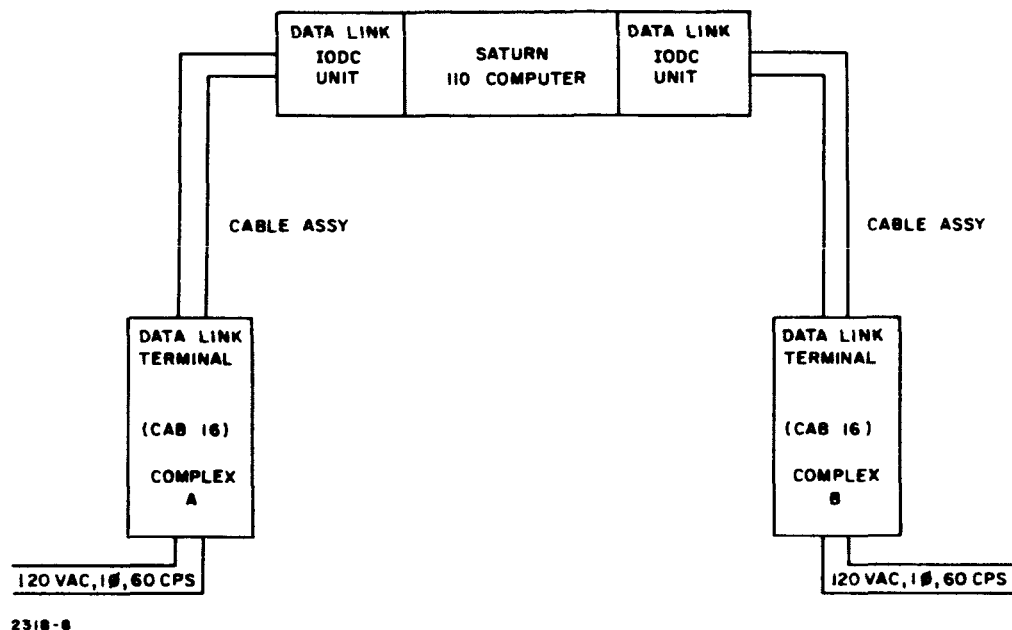 DATA LINK
IODC
UNIT
SATURN
110 COMPUTER
DATA LINK
IODC
UNIT
CABLE ASSY
CABLE ASSY
DATA LINK
TERMINAL
(CAB 16)
COMPLEX
A
DATA LINK
TERMINAL
(CAB 16)
COMPLEX
B
120 VAC, 1Ø, 60 CPS
120 VAC, 1Ø, 60 CPS
2318-8